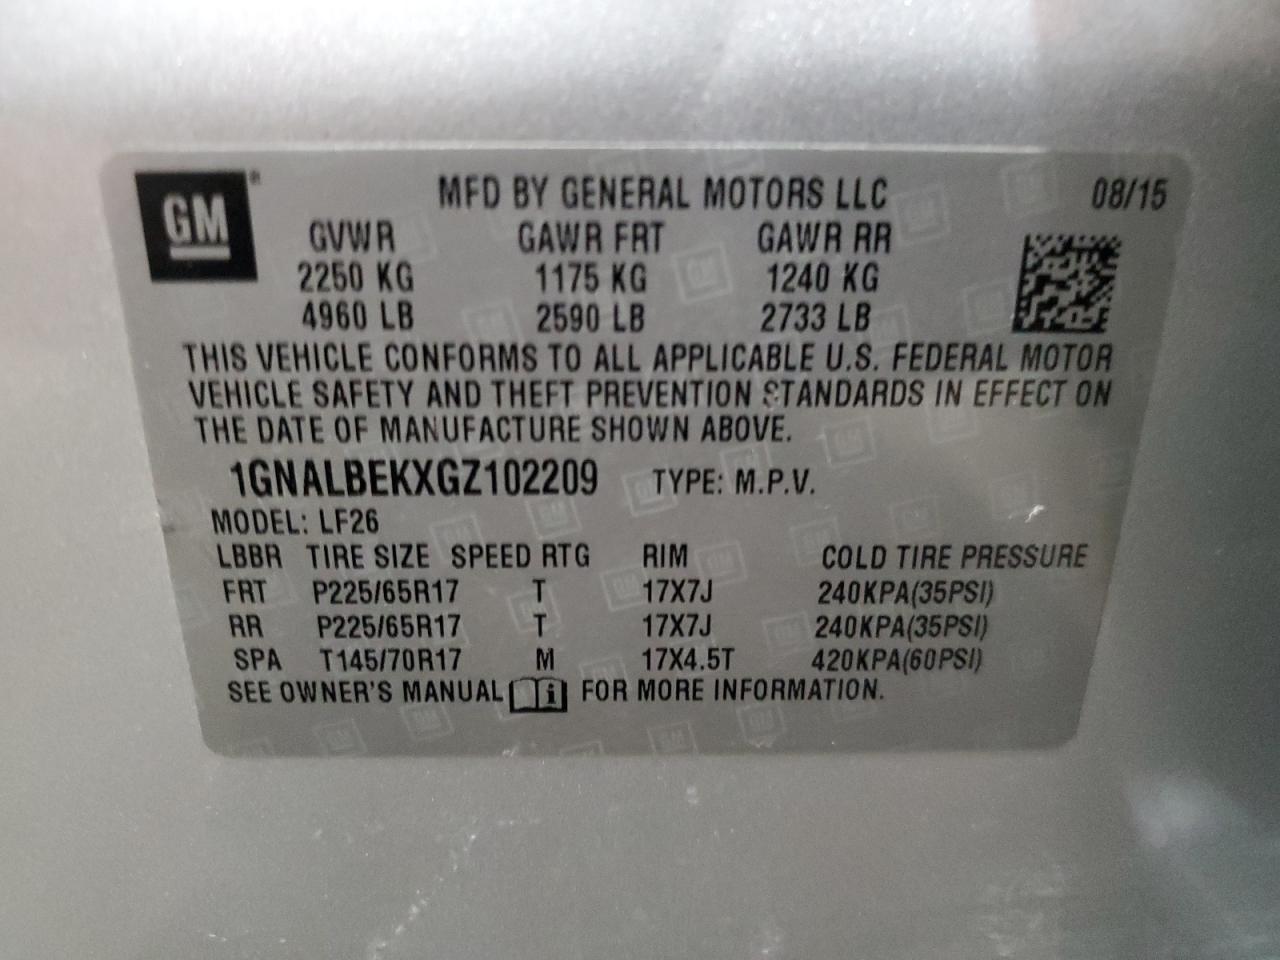 GM®
MFD BY GENERAL MOTORS LLC 08/15
GVWR GAWR FRT GAWR RR
2250 KG 1175 KG 1240 KG
4960 LB 2590 LB 2733 LB
THIS VEHICLE CONFORMS TO ALL APPLICABLE U.S. FEDERAL MOTOR
VEHICLE SAFETY AND THEFT PREVENTION STANDARDS IN EFFECT ON
THE DATE OF MANUFACTURE SHOWN ABOVE.
1GNALBEKXGZ102209 TYPE: M.P.V.
MODEL: LF26
LBBR TIRE SIZE SPEED RTG RIM COLD TIRE PRESSURE
FRT P225/65R17 T 17X7J 240KPA(35PSI)
RR P225/65R17 T 17X7J 240KPA(35PSI)
SPA T145/70R17 M 17X4.5T 420KPA(60PSI)
SEE OWNER'S MANUAL i FOR MORE INFORMATION.